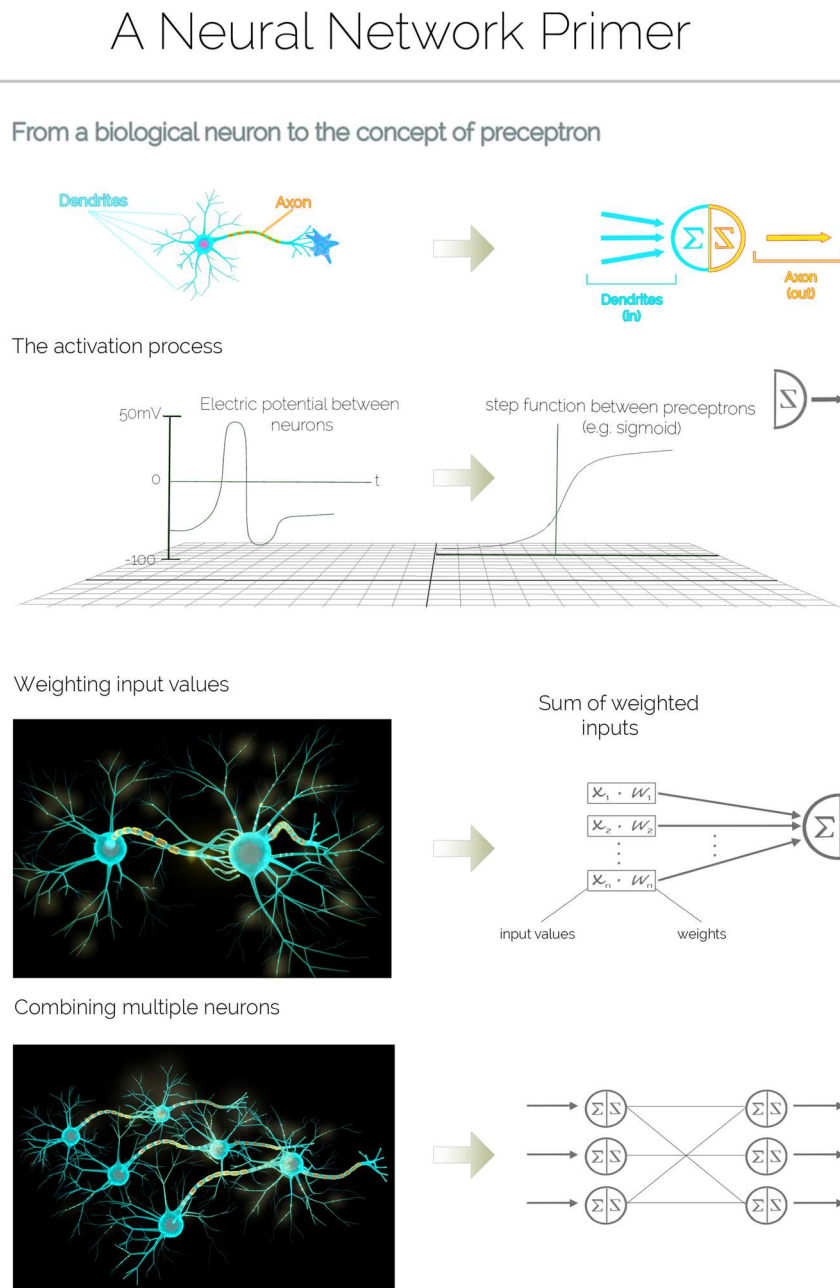 A Neural Network Primer
From a biological neuron to the concept of preceptron
Dendrites
Axon
Σ
Dendrites
(in)
Axon
(out)
The activation process
50mV
0
-100
t
Electric potential between
neurons
step function between preceptrons
(e.g. sigmoid)
Weighting input values
Sum of weighted
inputs
x₁ · w₁
x₂ · w₂
xₙ · wₙ
Σ
input values
weights
Combining multiple neurons
Σ Σ
Σ Σ
Σ Σ